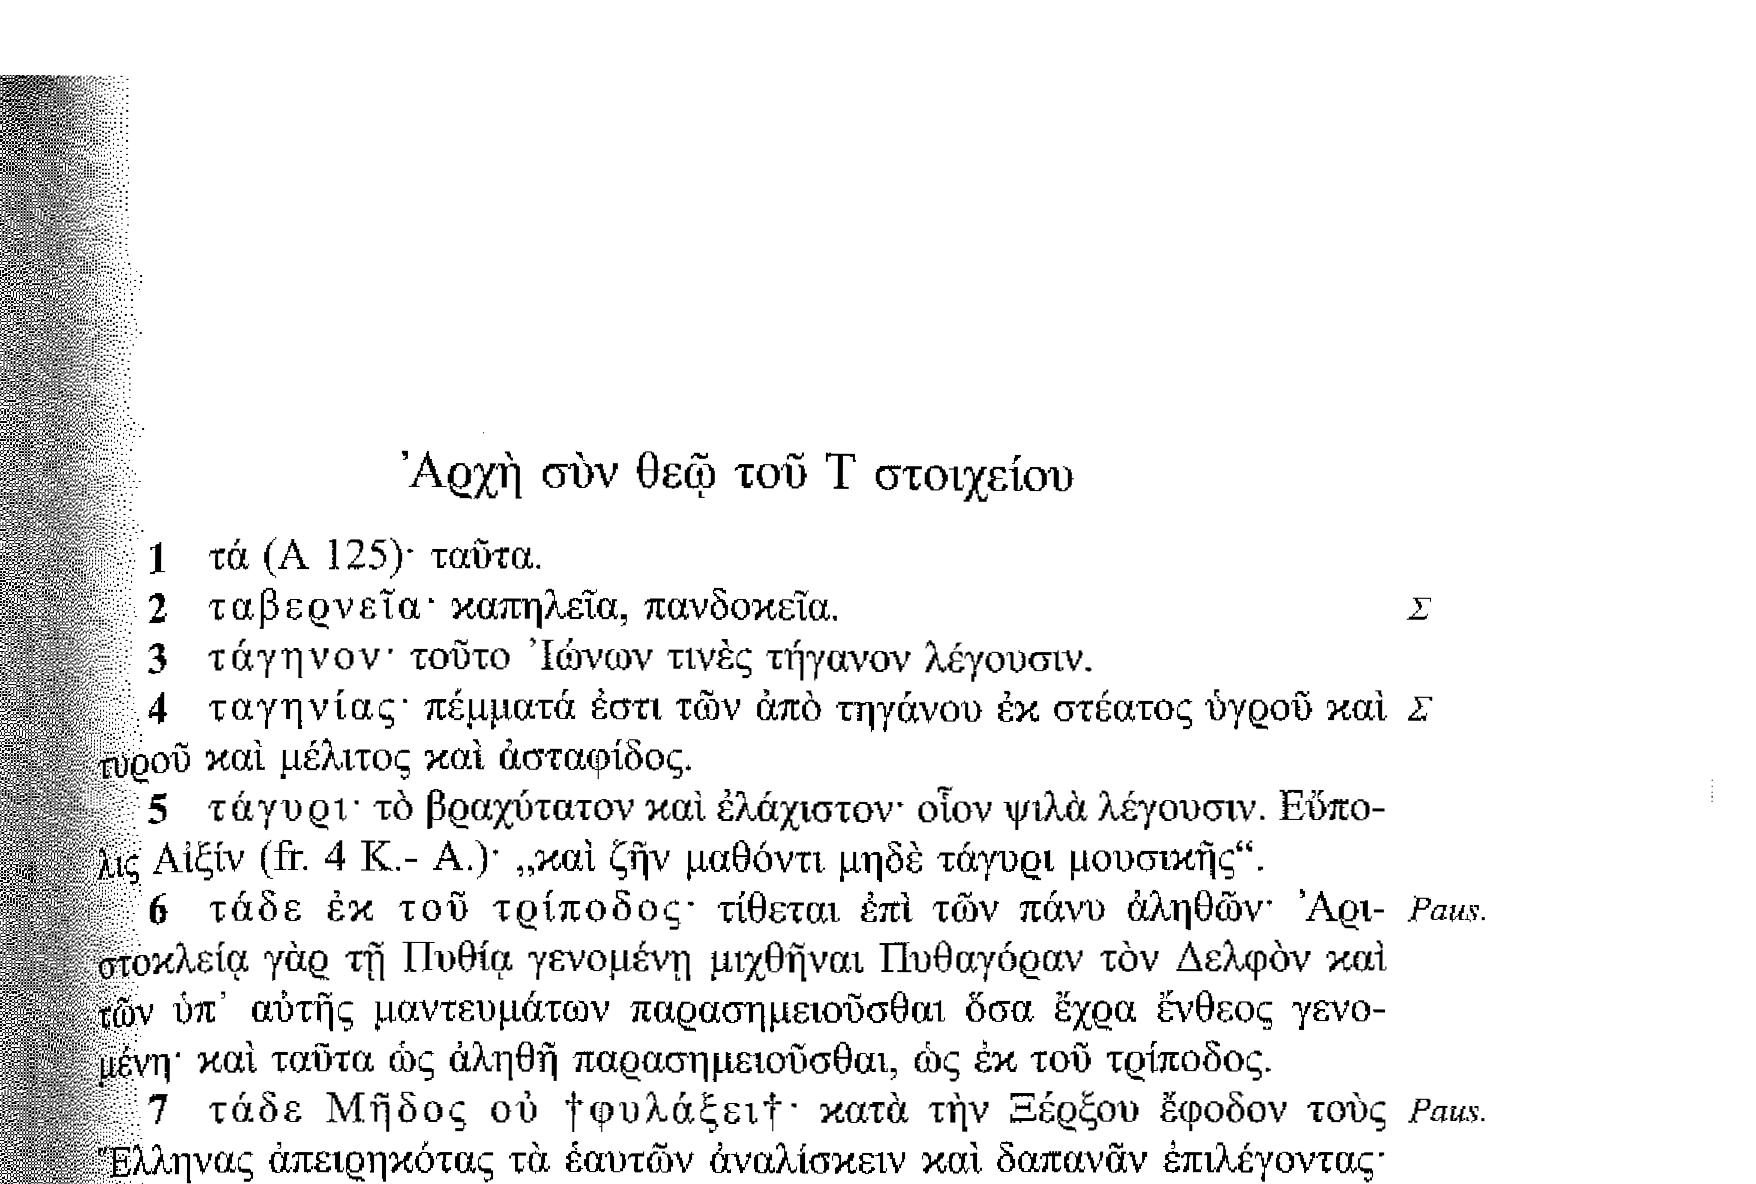 Ἀρχὴ σὺν θεῷ τοῦ Τ στοιχείου
1 τά (Α 125)· ταῦτα.
2 ταβερνεῖα· καπηλεῖα, πανδοκεῖα. Σ
3 τάγηνον· τοῦτο Ἰώνων τινὲς τήγανον λέγουσιν.
4 ταγηνίας· πέμματά ἐστι τῶν ἀπὸ τηγάνου ἐκ στέατος ὑγροῦ καὶ Σ
τυροῦ καὶ μέλιτος καὶ ἀσταφίδος.
5 τάγυρι· τὸ βραχύτατον καὶ ἐλάχιστον· οἷον ψιλὰ λέγουσιν. Εὔπο-
λις Αἰξίν (fr. 4 K.- A.)· „καὶ ζῆν μαθόντι μηδὲ τάγυρι μουσικῆς“.
6 τάδε ἐκ τοῦ τρίποδος· τίθεται ἐπὶ τῶν πάνυ ἀληθῶν· Ἀρι- Paus.
στοκλείᾳ γὰρ τῇ Πυθίᾳ γενομένῃ μιχθῆναι Πυθαγόραν τὸν Δελφὸν καὶ
τῶν ὑπ’ αὐτῆς μαντευμάτων παρασημειοῦσθαι ὅσα ἔχρα ἔνθεος γενο-
μένη· καὶ ταῦτα ὡς ἀληθῆ παρασημειοῦσθαι, ὡς ἐκ τοῦ τρίποδος.
7 τάδε Μῆδος οὐ †φυλάξει†· κατὰ τὴν Ξέρξου ἔφοδον τοὺς Paus.
Ἕλληνας ἀπειρηκότας τὰ ἑαυτῶν ἀναλίσκειν καὶ δαπανᾶν ἐπιλέγοντας·